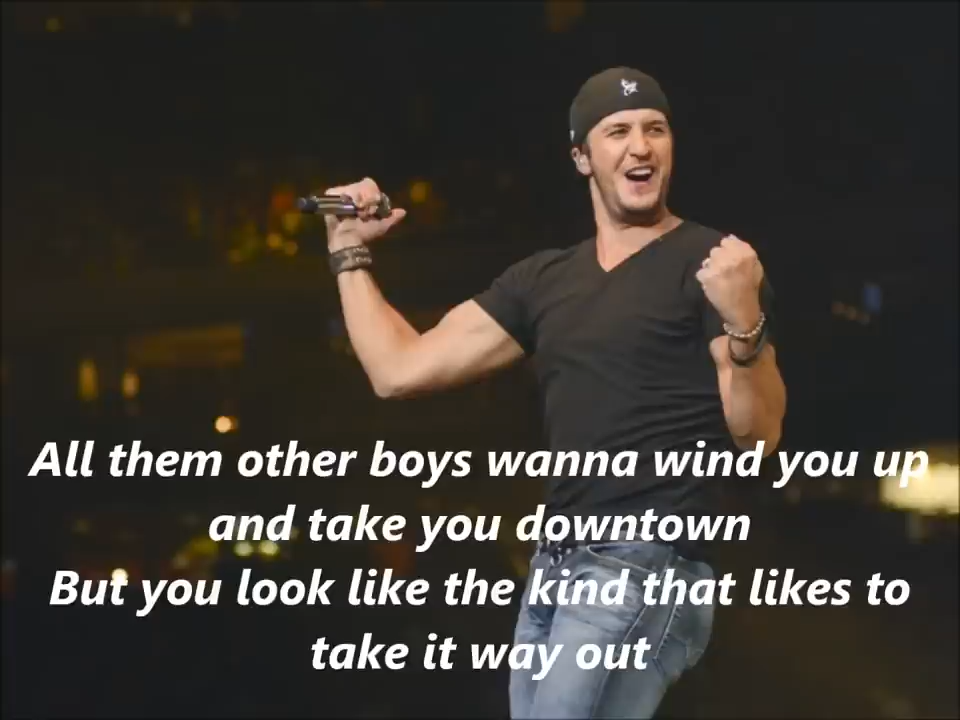 All them other boys wanna wind you up
and take you downtown
But you look like the kind that likes to
take it way out